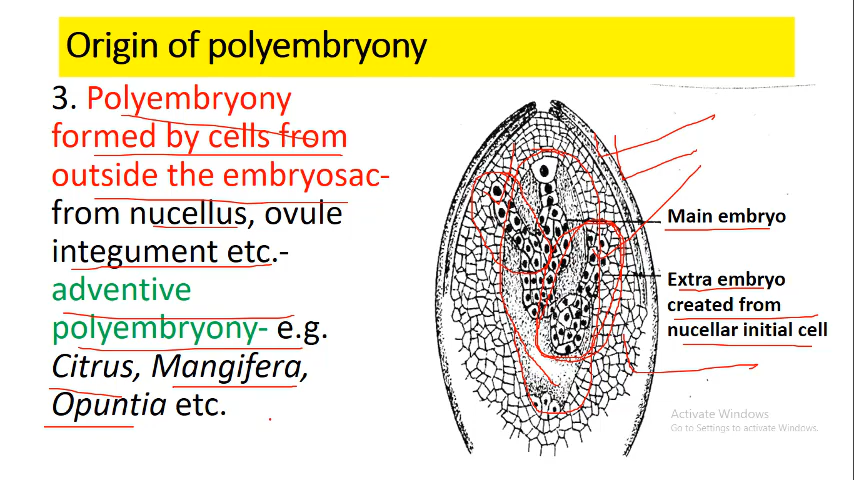 Origin of polyembryony
3. Polyembryony
formed by cells from
outside the embryosac-
from nucellus, ovule
integument etc.-
adventive
polyembryony- e.g.
Citrus, Mangifera,
Opuntia etc.
Main embryo
Extra embryo
created from
nucellar initial cell
Activate Windows
Go to Settings to activate Windows.